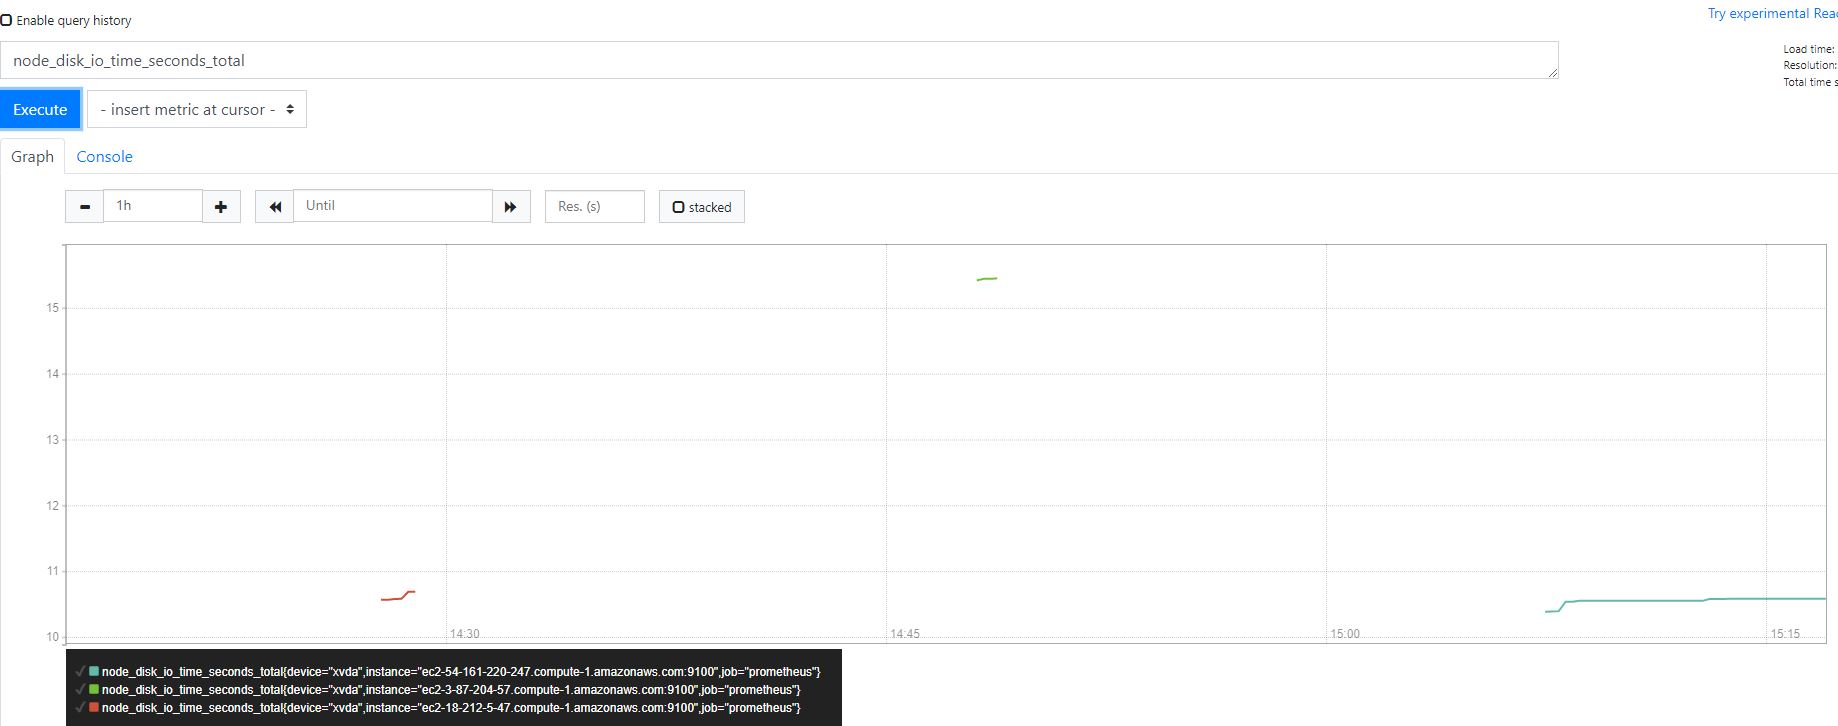 Enable query history
Try experimental Reac
node_disk_io_time_seconds_total
Load time:
Resolution:
Total time s
Execute
- insert metric at cursor -
Graph
Console
1h
Until
Res. (s)
stacked
15
14
13
12
11
10
14:30
14:45
15:00
15:15
node_disk_io_time_seconds_total{device="xvda",instance="ec2-54-161-220-247.compute-1.amazonaws.com:9100",job="prometheus"}
node_disk_io_time_seconds_total{device="xvda",instance="ec2-3-87-204-57.compute-1.amazonaws.com:9100",job="prometheus"}
node_disk_io_time_seconds_total{device="xvda",instance="ec2-18-212-5-47.compute-1.amazonaws.com:9100",job="prometheus"}